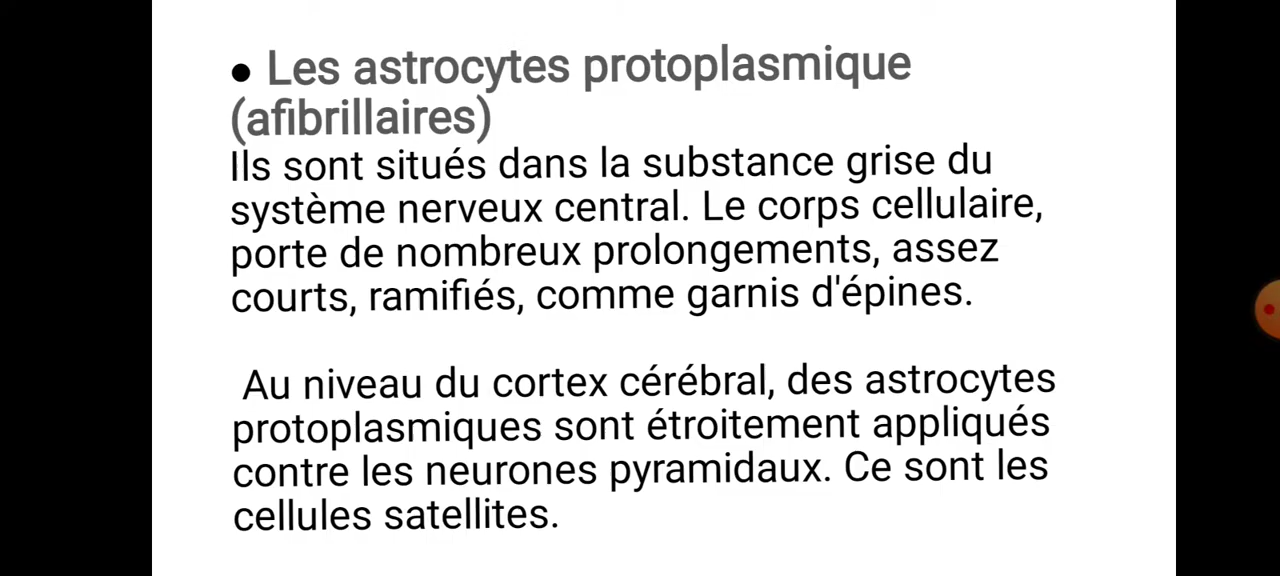 ● Les astrocytes protoplasmique
(afibrillaires)
Ils sont situés dans la substance grise du
système nerveux central. Le corps cellulaire,
porte de nombreux prolongements, assez
courts, ramifiés, comme garnis d'épines.
Au niveau du cortex cérébral, des astrocytes
protoplasmiques sont étroitement appliqués
contre les neurones pyramidaux. Ce sont les
cellules satellites.